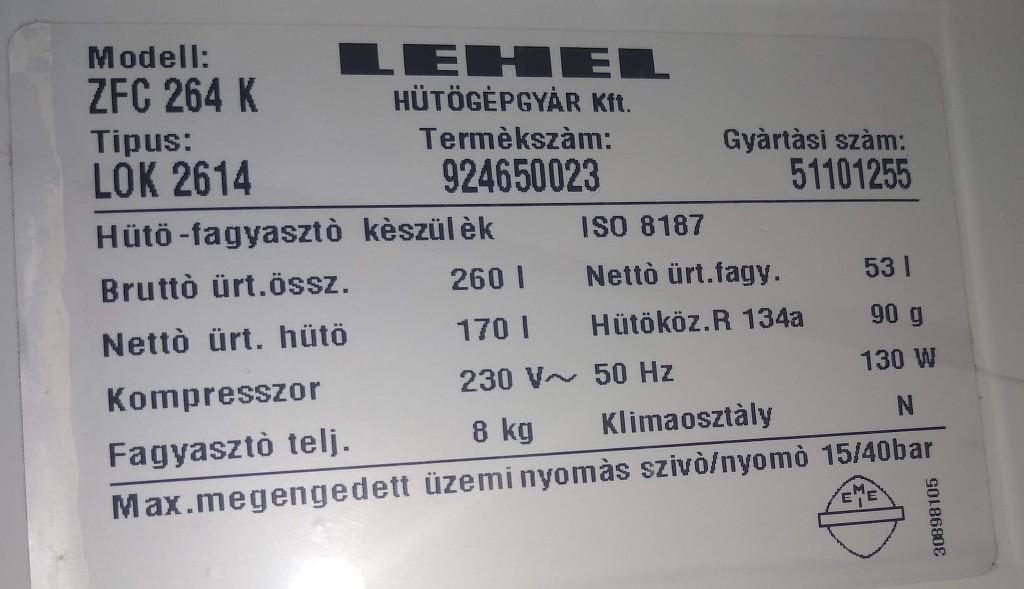 Modell: LEHEL
ZFC 264 K HÜTÖGÈPGYÀR Kft.
Tipus: Termèkszàm: Gyàrtàsi szàm:
LOK 2614 924650023 51101255
Hütö-fagyasztò kèszülèk ISO 8187
Bruttò ürt.össz. 260 l Nettò ürt.fagy. 53 l
Nettò ürt. hütö 170 l Hütököz.R 134a 90 g
Kompresszor 230 V~ 50 Hz 130 W
Fagyasztò telj. 8 kg Klimaosztàly N
Max.megengedett üzemi nyomàs szivò/nyomò 15/40bar
EMEI
30898105